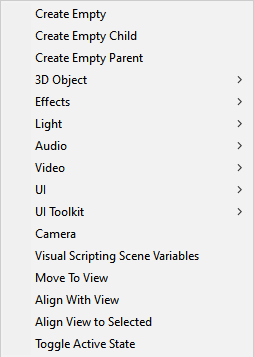 Create Empty
Create Empty Child
Create Empty Parent
3D Object
Effects
Light
Audio
Video
UI
UI Toolkit
Camera
Visual Scripting Scene Variables
Move To View
Align With View
Align View to Selected
Toggle Active State